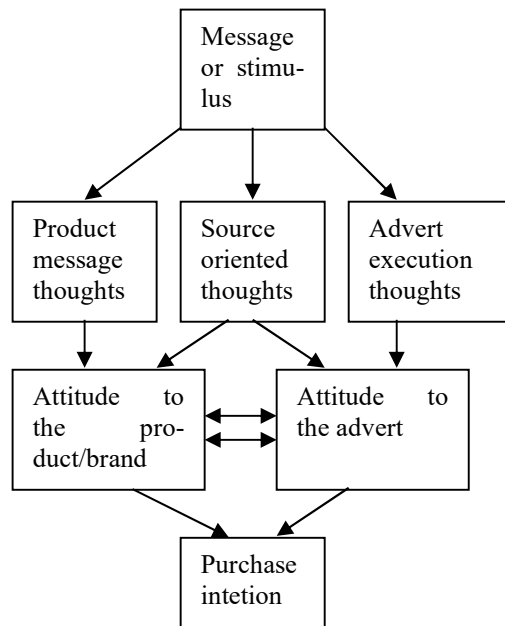 Message
or stimu-
lus
Product
message
thoughts
Source
oriented
thoughts
Advert
execution
thoughts
Attitude to
the pro-
duct/brand
Attitude to
the advert
Purchase
intetion